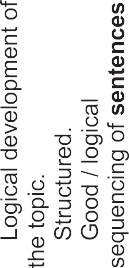 Logical development of
the topic.
Structured.
Good / logical
sequencing of sentences